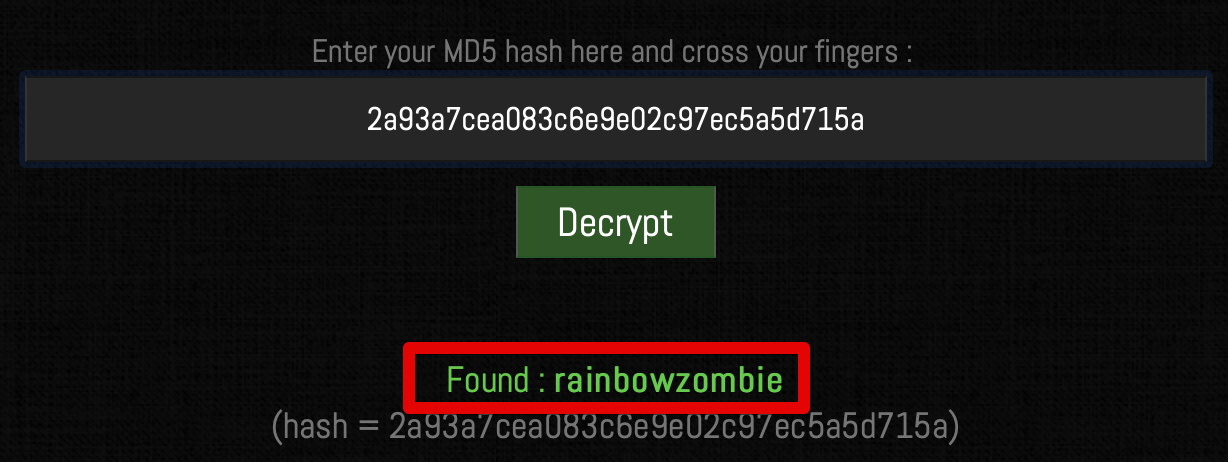 Enter your MD5 hash here and cross your fingers :
2a93a7cea083c6e9e02c97ec5a5d715a
Decrypt
Found : rainbowzombie
(hash = 2a93a7cea083c6e9e02c97ec5a5d715a)